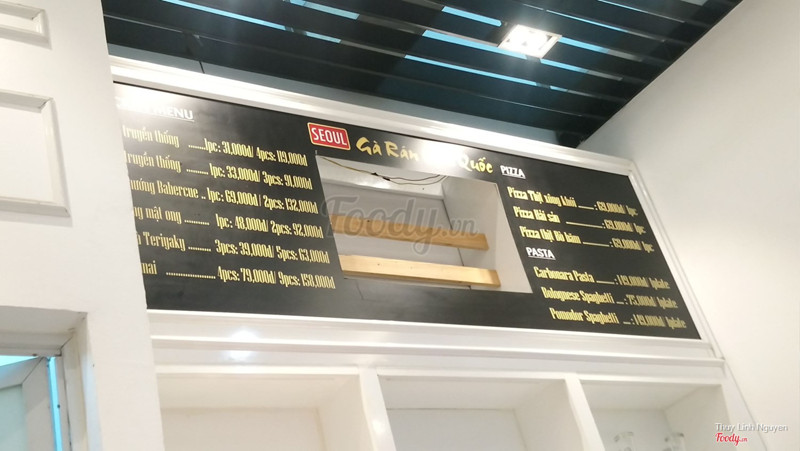 MENU
truyền thống ........1pc: 31,000đ/ 4pcs: 119,000đ
truyền thống ........ 1pc: 33,000đ/ 3pcs: 91,000đ
nướng Babercue .. 1pc: 69,000đ/ 2pcs: 132,000đ
ng mật ong ........ 1pc: 48,000đ/ 2pcs: 92,000đ
Teriyaky ....... 3pcs: 39,000đ/ 5pcs: 63,000đ
mai .................... 4pcs: 79,000đ/ 9pcs: 158,000đ
SEOUL
Gà Rán Quốc
PIZZA
Pizza Thịt xông khói ...... : 69,000đ/ 1pc
Pizza Hải sản ........... 69,000đ/ 1pc
Pizza thịt Bò băm ......... : 69,000đ/ 1pc
PASTA
Carbonara Pasta ....... : 149,000đ/ 1plate
Bolognese Spaghetti ... : 75,000đ/ 1plate
Pomodor Spaghetti ... : 149,000đ/ 1plate
Foody.vn
Thuy Linh Nguyen
Foody.vn